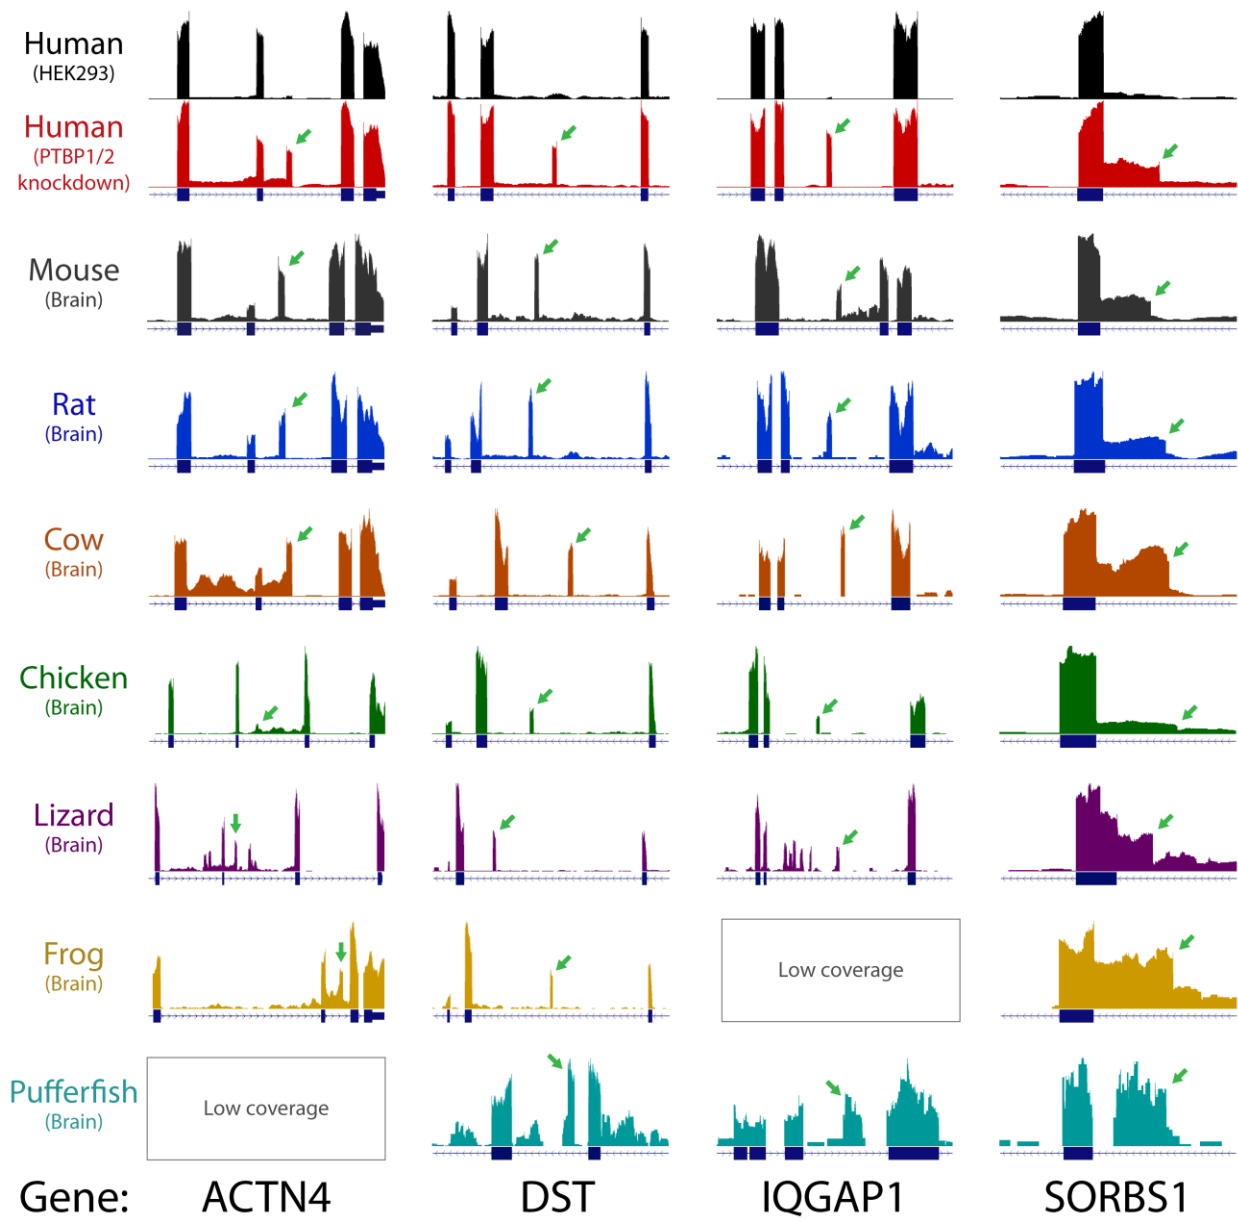 Human
(HEK293)
Human
(PTBP1/2
knockdown)
Mouse
(Brain)
Rat
(Brain)
Cow
(Brain)
Chicken
(Brain)
Lizard
(Brain)
Frog
(Brain)
Low coverage
Pufferfish
(Brain)
Low coverage
Gene: ACTN4 DST IQGAP1 SORBS1